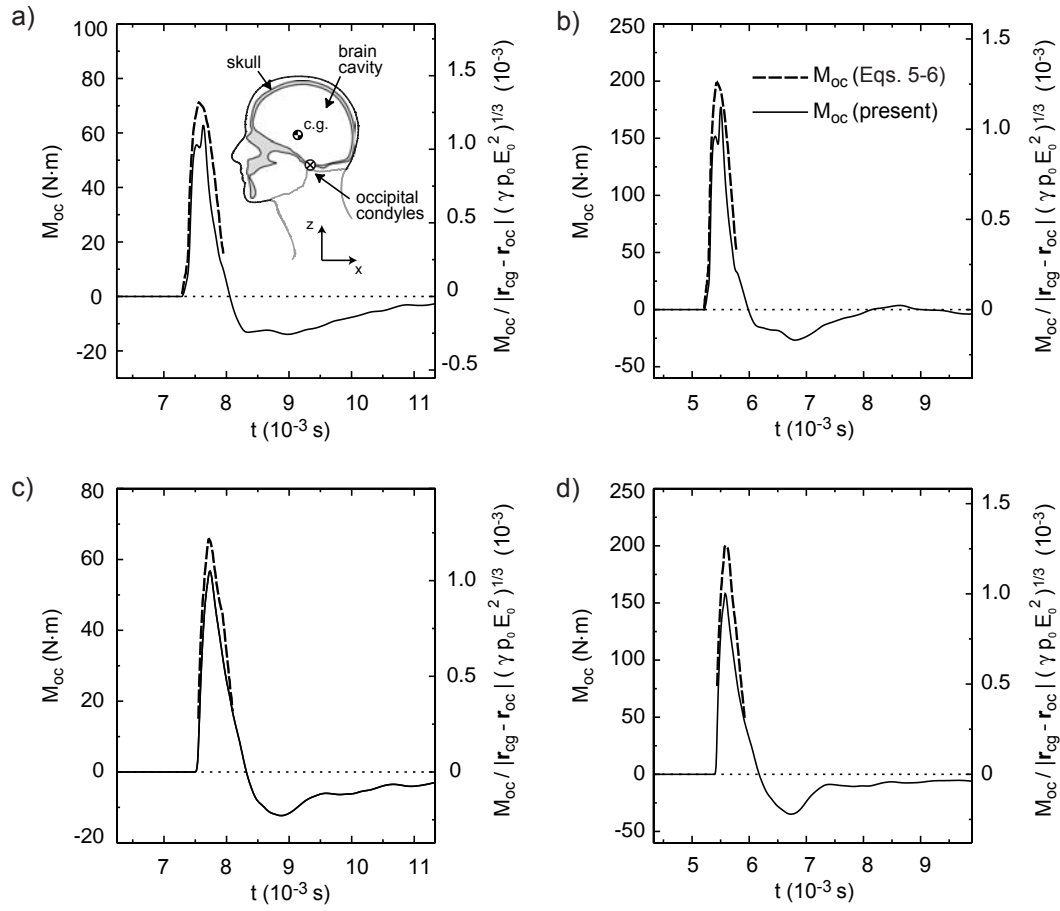 a)
100
80
60
40
20
0
-20
M_oc (N·m)
7
8
9
10
11
t (10^-3 s)
1.5
1.0
0.5
0
-0.5
M_oc / |r_cg - r_oc| ( γ p_0 E_0^2 )^1/3 (10^-3)
skull
brain
cavity
c.g.
occipital
condyles
z
x
b)
250
200
150
100
50
0
-50
M_oc (N·m)
5
6
7
8
9
t (10^-3 s)
1.5
1.0
0.5
0
M_oc / |r_cg - r_oc| ( γ p_0 E_0^2 )^1/3 (10^-3)
M_oc (Eqs. 5-6)
M_oc (present)
c)
80
60
40
20
0
-20
M_oc (N·m)
7
8
9
10
11
t (10^-3 s)
1.0
0.5
0
M_oc / |r_cg - r_oc| ( γ p_0 E_0^2 )^1/3 (10^-3)
d)
250
200
150
100
50
0
-50
M_oc (N·m)
5
6
7
8
9
t (10^-3 s)
1.5
1.0
0.5
0
M_oc / |r_cg - r_oc| ( γ p_0 E_0^2 )^1/3 (10^-3)